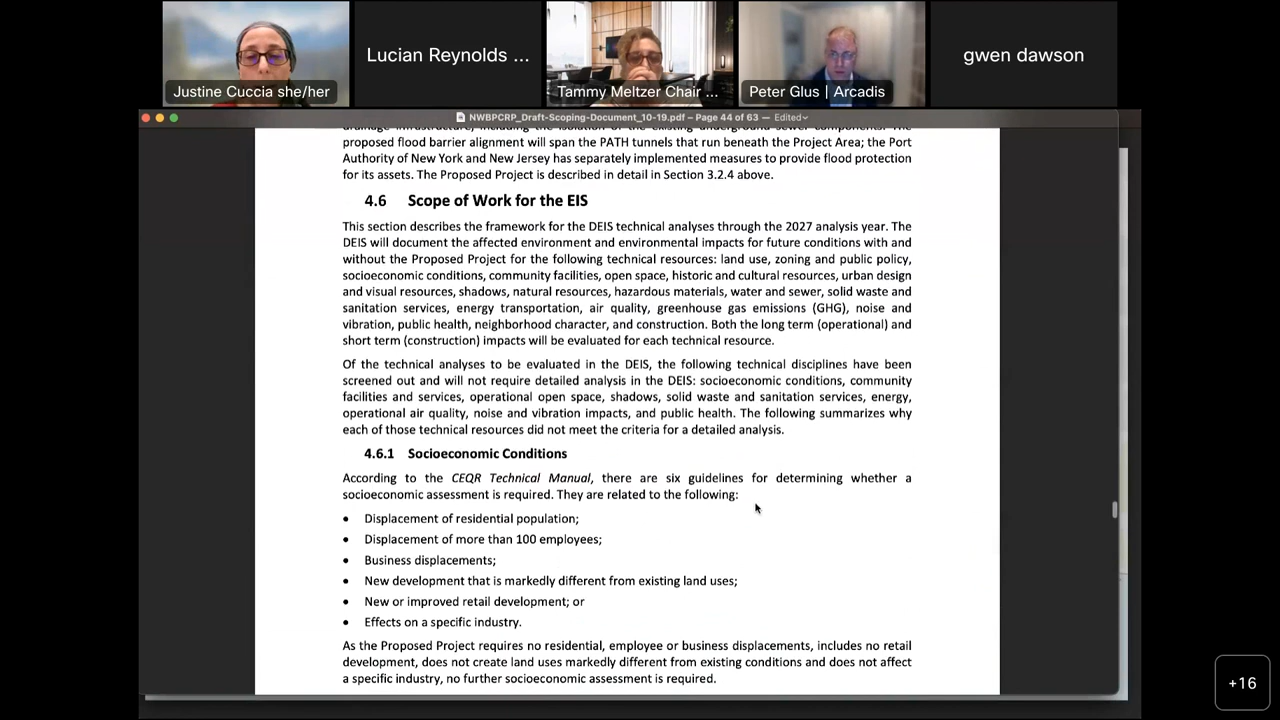 Justine Cuccia she/her
Lucian Reynolds ...
Tammy Meltzer Chair ...
Peter Glus | Arcadis
gwen dawson
NWBPCRP_Draft-Scoping-Document_10-19.pdf – Page 44 of 63 — Edited
drainage infrastructure, including the isolation of the existing underground sewer components. The
proposed flood barrier alignment will span the PATH tunnels that run beneath the Project Area; the Port
Authority of New York and New Jersey has separately implemented measures to provide flood protection
for its assets. The Proposed Project is described in detail in Section 3.2.4 above.
4.6 Scope of Work for the EIS
This section describes the framework for the DEIS technical analyses through the 2027 analysis year. The
DEIS will document the affected environment and environmental impacts for future conditions with and
without the Proposed Project for the following technical resources: land use, zoning and public policy,
socioeconomic conditions, community facilities, open space, historic and cultural resources, urban design
and visual resources, shadows, natural resources, hazardous materials, water and sewer, solid waste and
sanitation services, energy transportation, air quality, greenhouse gas emissions (GHG), noise and
vibration, public health, neighborhood character, and construction. Both the long term (operational) and
short term (construction) impacts will be evaluated for each technical resource.
Of the technical analyses to be evaluated in the DEIS, the following technical disciplines have been
screened out and will not require detailed analysis in the DEIS: socioeconomic conditions, community
facilities and services, operational open space, shadows, solid waste and sanitation services, energy,
operational air quality, noise and vibration impacts, and public health. The following summarizes why
each of those technical resources did not meet the criteria for a detailed analysis.
4.6.1 Socioeconomic Conditions
According to the CEQR Technical Manual, there are six guidelines for determining whether a
socioeconomic assessment is required. They are related to the following:
• Displacement of residential population;
• Displacement of more than 100 employees;
• Business displacements;
• New development that is markedly different from existing land uses;
• New or improved retail development; or
• Effects on a specific industry.
As the Proposed Project requires no residential, employee or business displacements, includes no retail
development, does not create land uses markedly different from existing conditions and does not affect
a specific industry, no further socioeconomic assessment is required.
+16